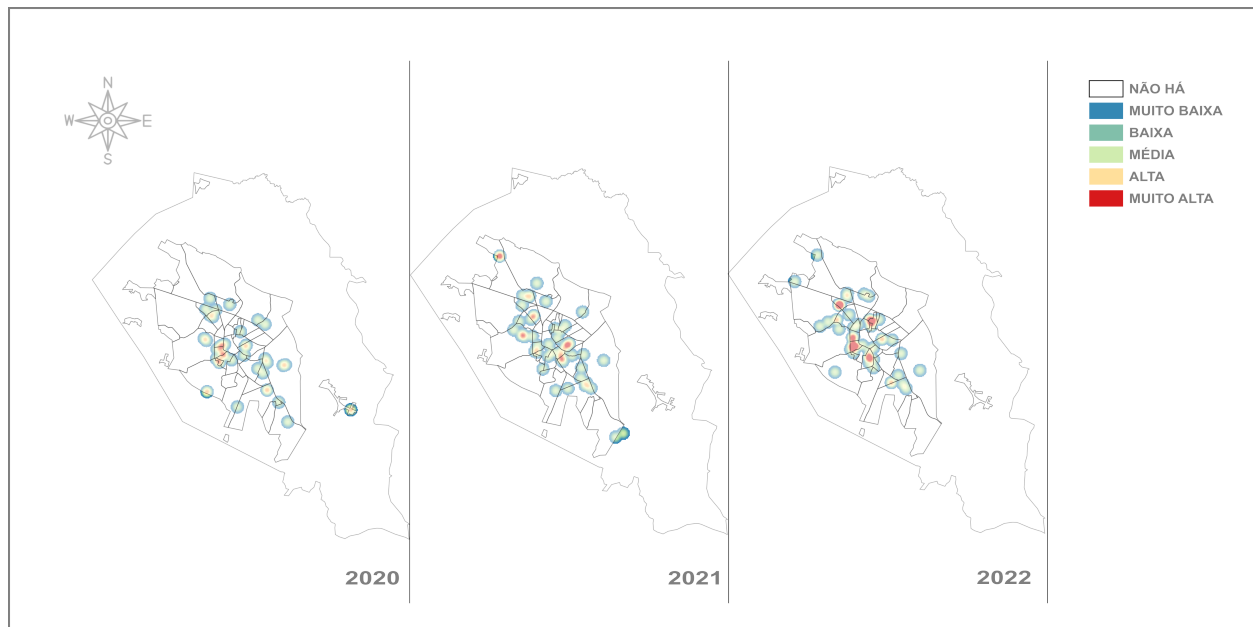 N
W E
S
NÃO HÁ
MUITO BAIXA
BAIXA
MÉDIA
ALTA
MUITO ALTA
2020
2021
2022